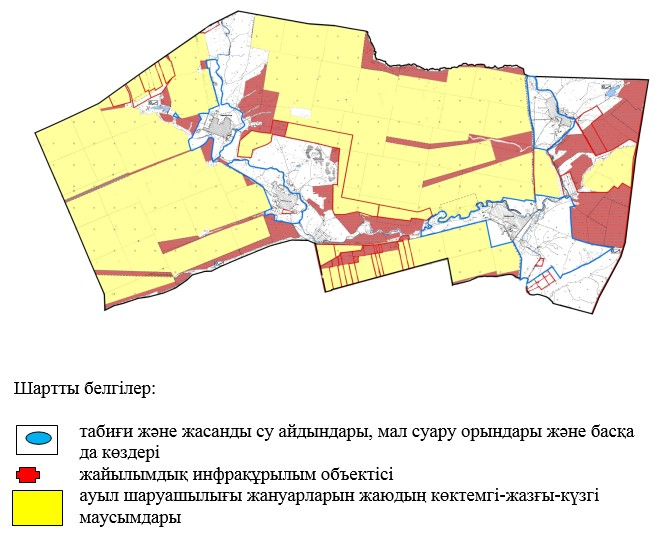 Шартты белгілер:
табиғи және жасанды су айдындары, мал суару орындары және басқа
да көздері
жайылымдық инфрақұрылым объектісі
ауыл шаруашылығы жануарларын жаюдың көктемгі-жазғы-күзгі
маусымдары